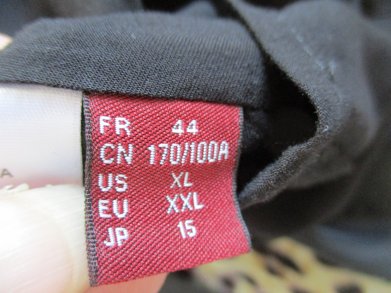 FR 44
CN 170/100A
US XL
EU XXL
JP 15
A